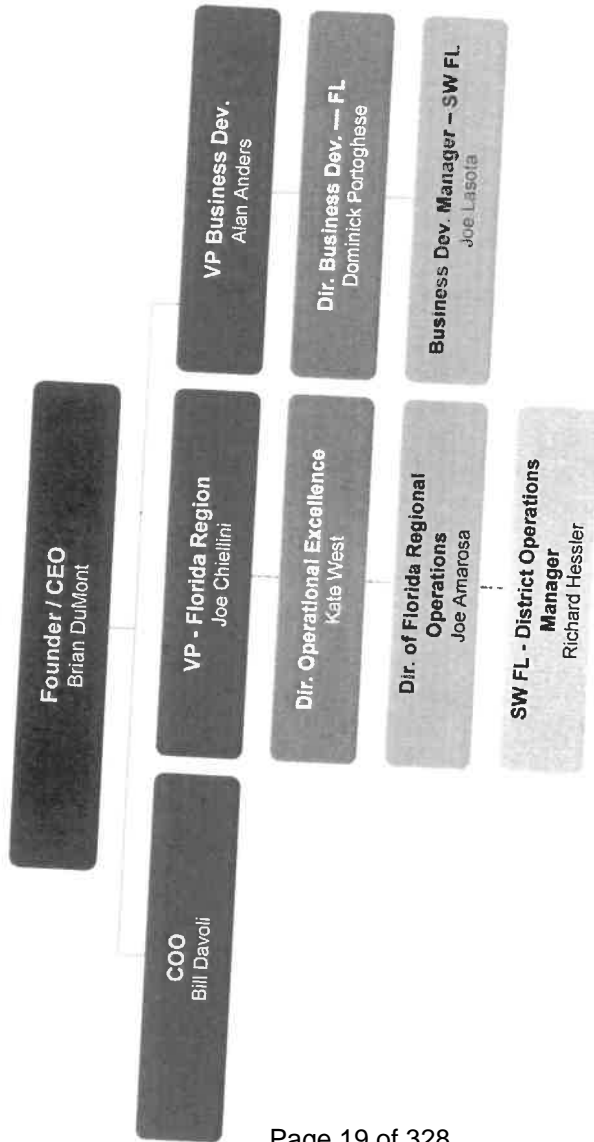 Founder / CEO
Brian DuMont
COO
Bill Davoli
VP - Florida Region
Joe Chiellini
VP Business Dev.
Alan Anders
Dir. Operational Excellence
Kate West
Dir. Business Dev. — FL
Dominick Portoghese
Dir. of Florida Regional
Operations
Joe Amarosa
Business Dev. Manager – SW FL
Joe Lasota
SW FL - District Operations
Manager
Richard Hessler
Page 19 of 328